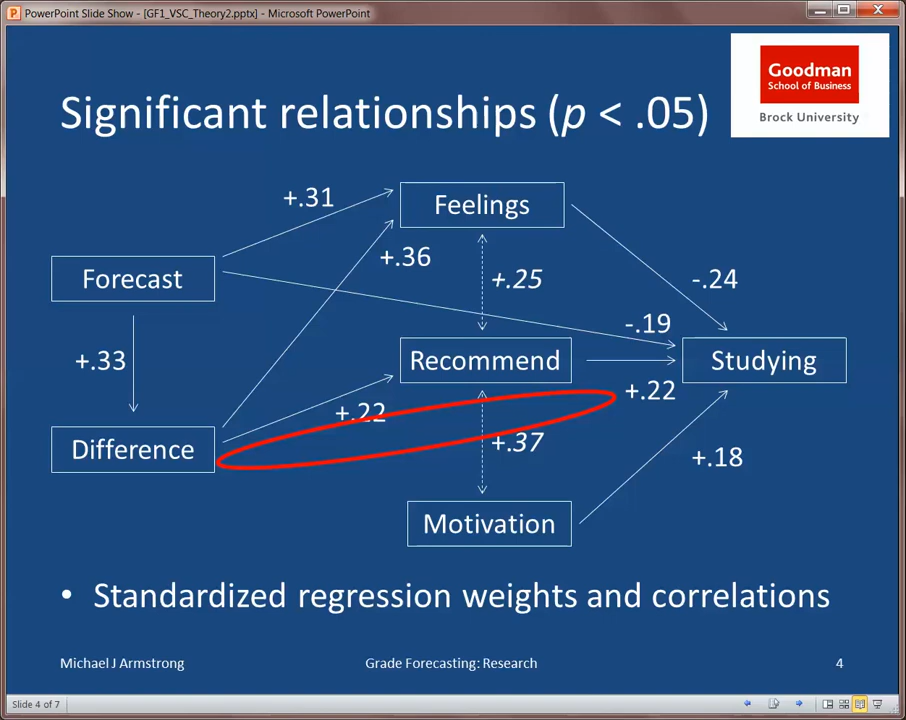 PowerPoint Slide Show - [GF1_VSC_Theory2.pptx] - Microsoft PowerPoint
Goodman
School of Business
Brock University
Significant relationships (p < .05)
+.31
Feelings
+.36
Forecast
+.25
-.24
-.19
+.33
Recommend
Studying
+.22
+.22
Difference
+.37
+.18
Motivation
• Standardized regression weights and correlations
Michael J Armstrong
Grade Forecasting: Research
4
Slide 4 of 7